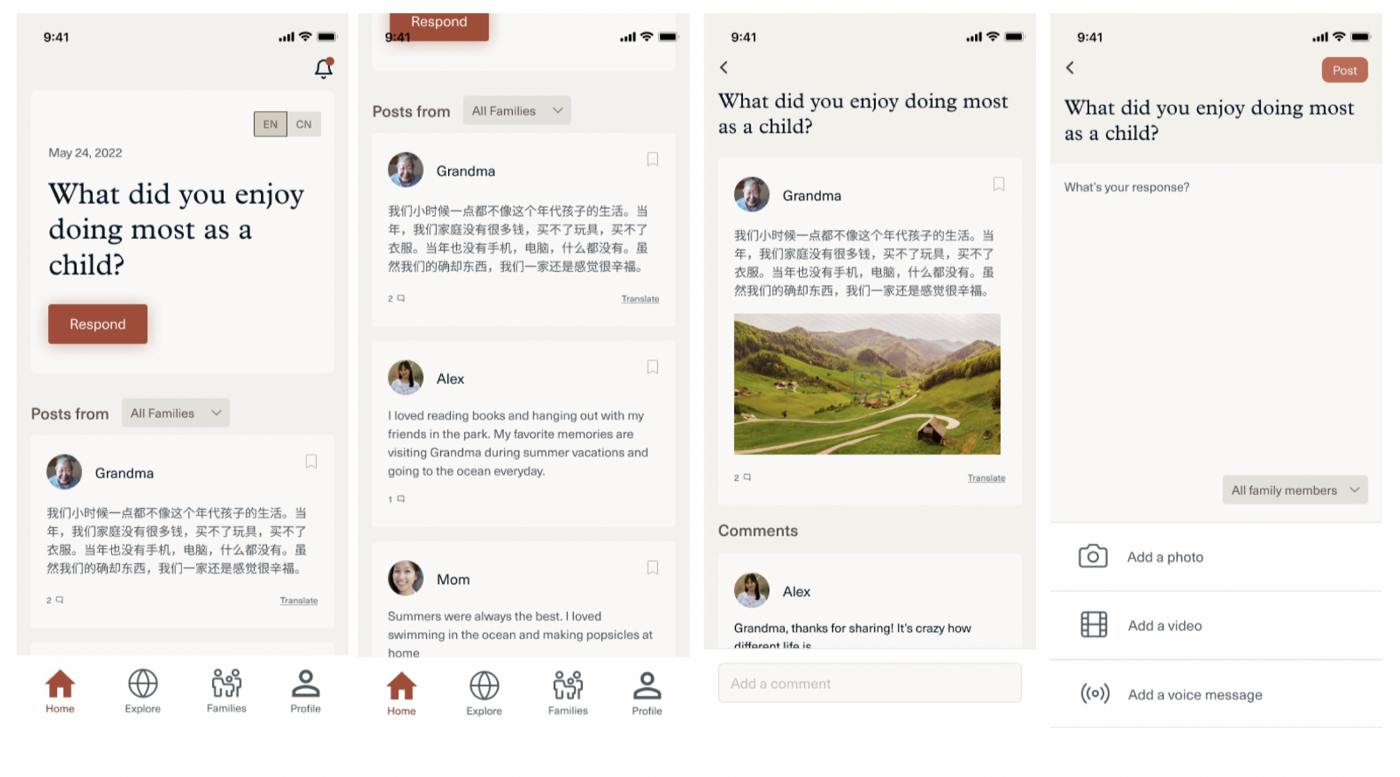 9:41
EN
CN
May 24, 2022
What did you enjoy
doing most as a
child?
Respond
Posts from
All Families
Grandma
我们小时候一点都不像这个年代孩子的生活。当
年，我们家庭没有很多钱，买不了玩具，买不了
衣服。当年也没有手机，电脑，什么都没有。虽
然我们的确却东西，我们一家还是感觉很辛福。
2
Translate
Home
Explore
Families
Profile
Respond
9:41
Posts from
All Families
Grandma
我们小时候一点都不像这个年代孩子的生活。当
年，我们家庭没有很多钱，买不了玩具，买不了
衣服。当年也没有手机，电脑，什么都没有。虽
然我们的确却东西，我们一家还是感觉很辛福。
2
Translate
Alex
I loved reading books and hanging out with my
friends in the park. My favorite memories are
visiting Grandma during summer vacations and
going to the ocean everyday.
1
Mom
Summers were always the best. I loved
swimming in the ocean and making popsicles at
home
Home
Explore
Families
Profile
9:41
What did you enjoy doing most
as a child?
Grandma
我们小时候一点都不像这个年代孩子的生活。当
年，我们家庭没有很多钱，买不了玩具，买不了
衣服。当年也没有手机，电脑，什么都没有。虽
然我们的确却东西，我们一家还是感觉很辛福。
2
Translate
Comments
Alex
Grandma, thanks for sharing! It's crazy how
different life is
Add a comment
9:41
Post
What did you enjoy doing most
as a child?
What's your response?
All family members
Add a photo
Add a video
Add a voice message